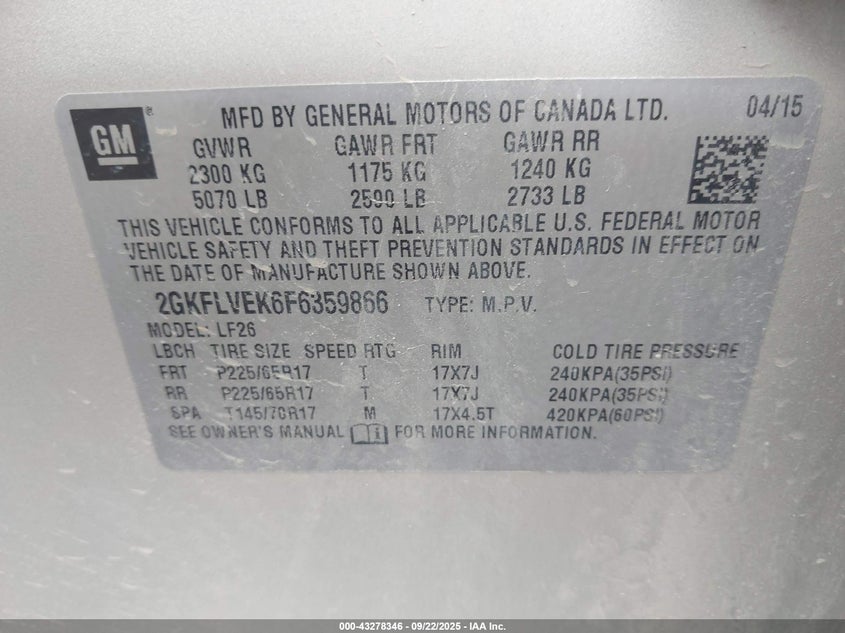 GM
®
MFD BY GENERAL MOTORS OF CANADA LTD. 04/15
GVWR GAWR FRT GAWR RR
2300 KG 1175 KG 1240 KG
5070 LB 2590 LB 2733 LB
THIS VEHICLE CONFORMS TO ALL APPLICABLE U.S. FEDERAL MOTOR
VEHICLE SAFETY AND THEFT PREVENTION STANDARDS IN EFFECT ON
THE DATE OF MANUFACTURE SHOWN ABOVE.
2GKFLVEK6F6359866 TYPE: M.P.V.
MODEL: LF26
LBCH TIRE SIZE SPEED RTG RIM COLD TIRE PRESSURE
FRT P225/65R17 T 17X7J 240KPA(35PSI)
RR P225/65R17 T 17X7J 240KPA(35PSI)
SPA T145/70R17 M 17X4.5T 420KPA(60PSI)
SEE OWNER'S MANUAL FOR MORE INFORMATION.
000-43278346 - 09/22/2025 - IAA Inc.